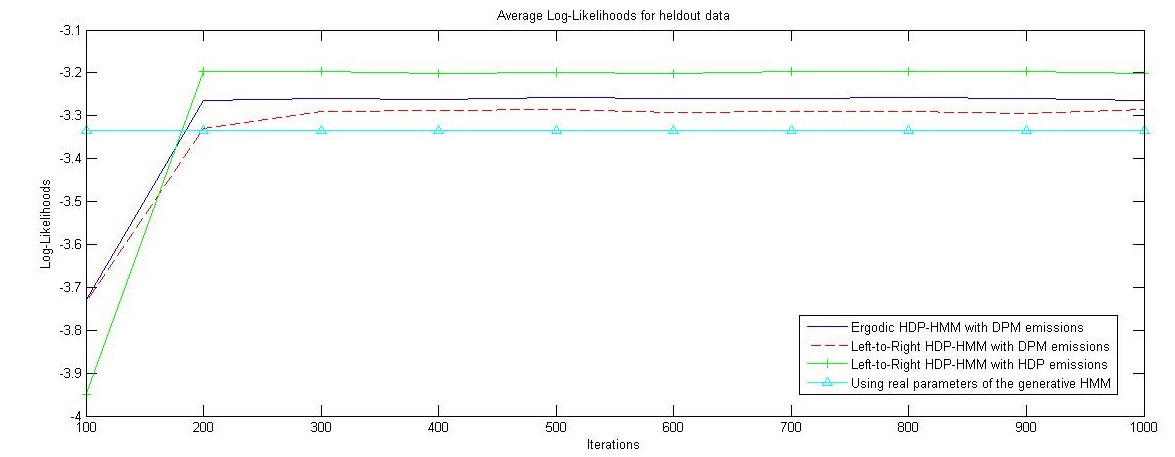 Average Log-Likelihoods for heldout data
-3.1
-3.2
-3.3
-3.4
-3.5
-3.6
-3.7
-3.8
-3.9
-4
Log-Likelihoods
Ergodic HDP-HMM with DPM emissions
Left-to-Right HDP-HMM with DPM emissions
Left-to-Right HDP-HMM with HDP emissions
Using real parameters of the generative HMM
100 200 300 400 500 600 700 800 900 1000
Iterations